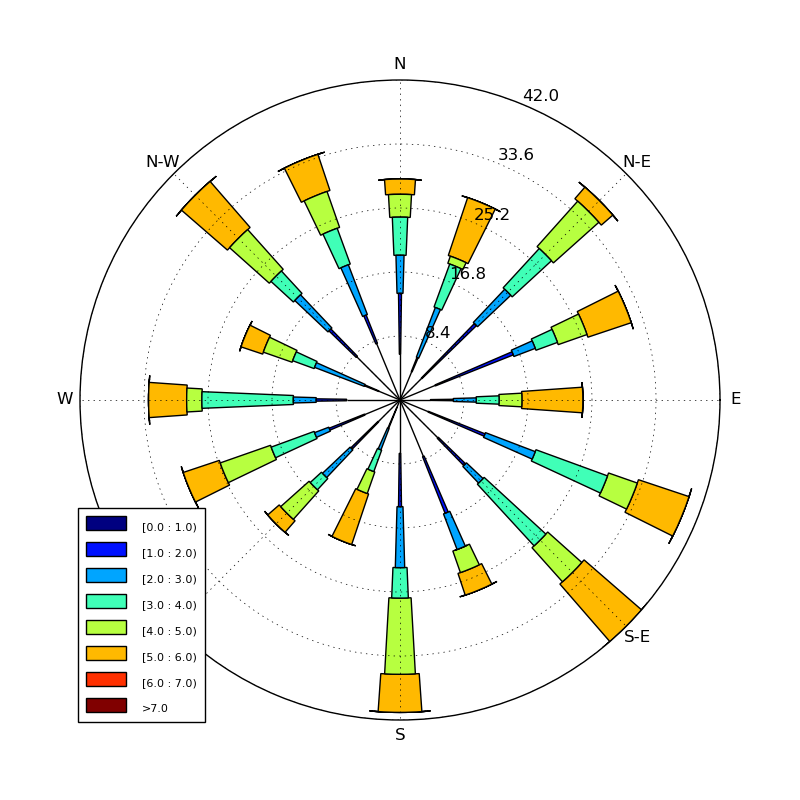 N
42.0
33.6
N-W
N-E
25.2
16.8
8.4
W
E
[0.0 : 1.0)
[1.0 : 2.0)
[2.0 : 3.0)
[3.0 : 4.0)
[4.0 : 5.0)
[5.0 : 6.0)
[6.0 : 7.0)
>7.0
S-E
S